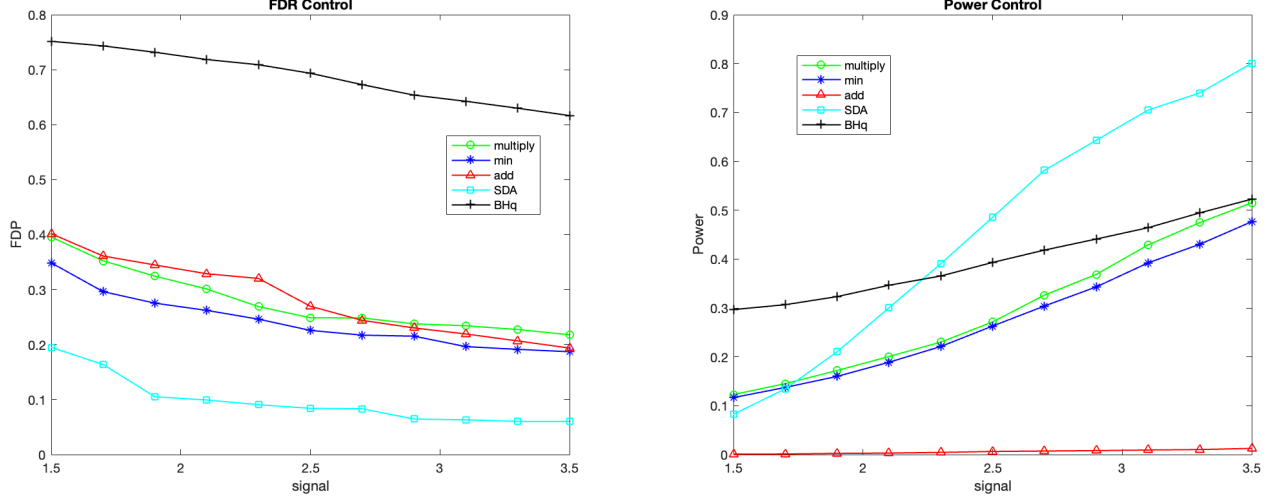 FDR Control
0.8
0.7
0.6
0.5
0.4
0.3
0.2
0.1
0
FDP
multiply
min
add
SDA
BHq
1.5
2
2.5
3
3.5
signal
Power Control
0.9
0.8
0.7
0.6
0.5
0.4
0.3
0.2
0.1
0
Power
multiply
min
add
SDA
BHq
1.5
2
2.5
3
3.5
signal